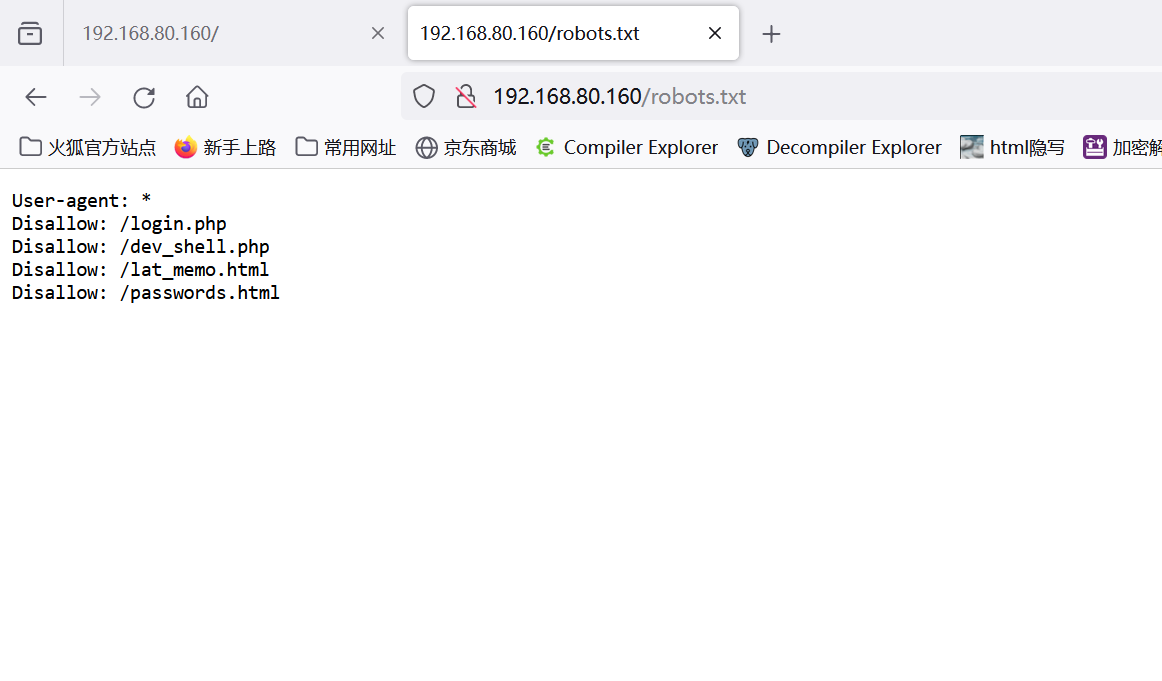 192.168.80.160/
192.168.80.160/robots.txt
192.168.80.160/robots.txt
火狐官方站点 新手上路 常用网址 京东商城 Compiler Explorer Decompiler Explorer html隐写 加密解
User-agent: *
Disallow: /login.php
Disallow: /dev_shell.php
Disallow: /lat_memo.html
Disallow: /passwords.html